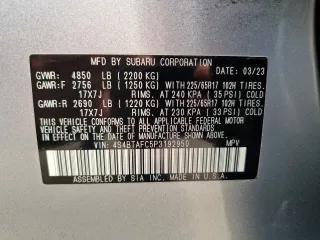 MFD. BY SUBARU CORPORATION
GVWR: 4850 LB (2200 KG) DATE: 03/23
GAWR:F 2756 LB (1250 KG) WITH 225/65R17 102H TIRES.
17X7J RIMS. AT 240 KPA ( 35 PSI) COLD
GAWR:R 2690 LB (1220 KG) WITH 225/65R17 102H TIRES.
17X7J RIMS. AT 230 KPA ( 33 PSI) COLD
THIS VEHICLE CONFORMS TO ALL APPLICABLE U.S.
FEDERAL MOTOR VEHICLE SAFETY AND THEFT PREVENTION STANDARDS
IN EFFECT ON THE DATE OF MANUFACTURE SHOWN ABOVE.
VIN: 4S4BTAFC5P3192950 MPV
ASSEMBLED BY SIA INC. IN U.S.A.